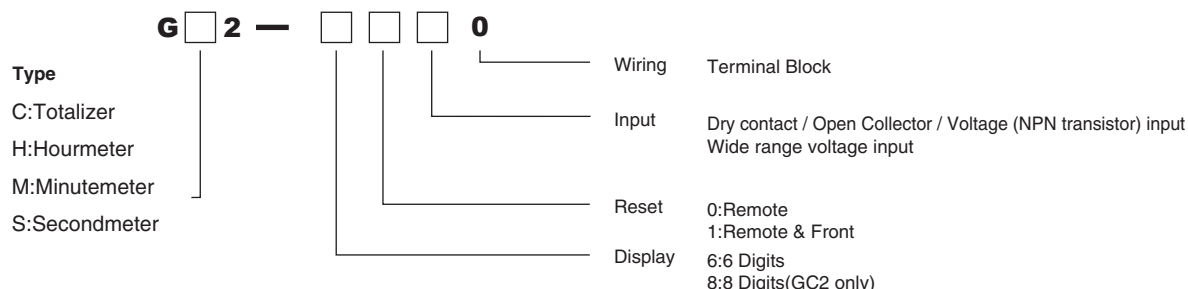 G□2 — □□□0
Type
C:Totalizer
H:Hourmeter
M:Minutemeter
S:Secondmeter
Wiring Terminal Block
Input Dry contact / Open Collector / Voltage (NPN transistor) input
Wide range voltage input
Reset 0:Remote
1:Remote & Front
Display 6:6 Digits
8:8 Digits(GC2 only)